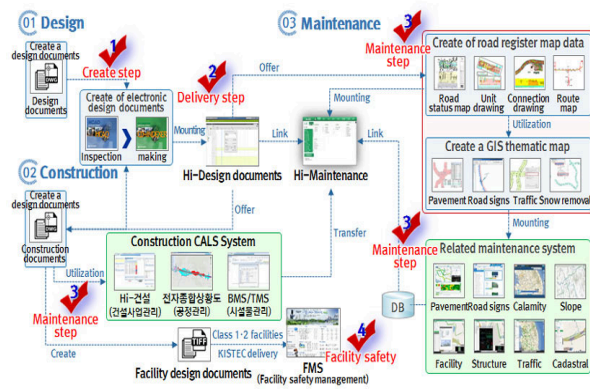 01 Design
Create a
design documents
DWG
Design
documents
1
Create step
Create of electronic
design documents
Inspection
making
Mounting
2
Delivery step
Hi-Design documents
Offer
Link
Hi-Maintenance
Mounting
Link
03 Maintenance
3
Maintenance
step
Create of road register map data
Road
status map
Unit
drawing
Connection
drawing
Route
map
Utilization
Create a GIS thematic map
Pavement
Road signs
Traffic
Snow removal
Mounting
02 Construction
Create a
design documents
DWG
Construction
documents
Offer
Utilization
3
Maintenance
step
Construction CALS System
Hi-건설
(건설사업관리)
전자종합상황도
(공정관리)
BMS/TMS
(시설물관리)
Transfer
3
Maintenance
step
DB
Related maintenance system
Pavement
Road signs
Calamity
Slope
Facility
Structure
Traffic
Cadastral
Create
TIFF
Facility design documents
Class 1·2 facilities
KISTEC delivery
FMS
(Facility safety management)
4
Facility safety